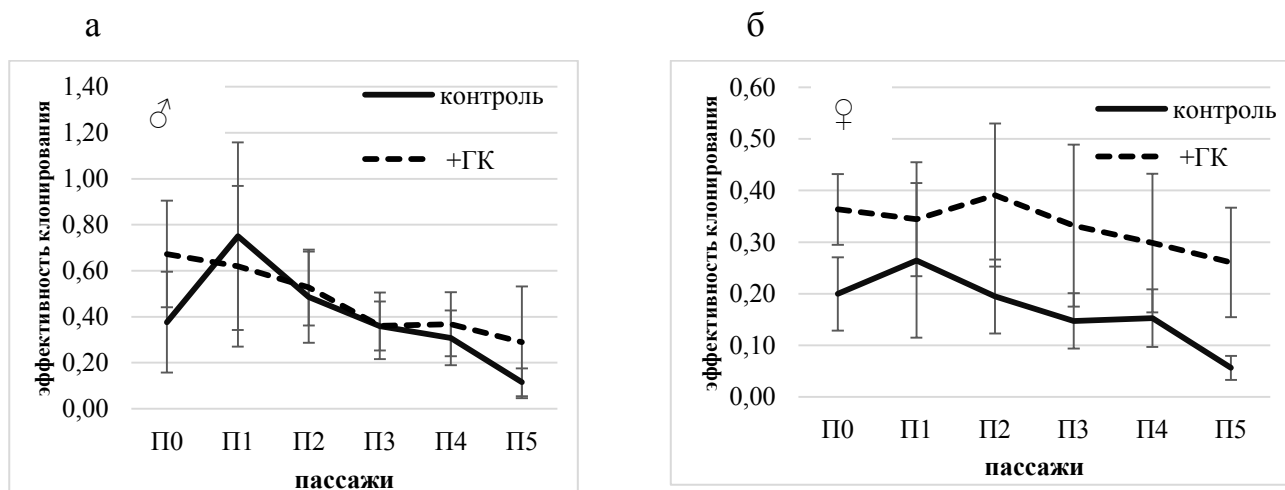 а
♂
эффективность клонирования
1,40
1,20
1,00
0,80
0,60
0,40
0,20
0,00
контроль
+ГК
П0 П1 П2 П3 П4 П5
пассажи
б
♀
эффективность клонирования
0,60
0,50
0,40
0,30
0,20
0,10
0,00
контроль
+ГК
П0 П1 П2 П3 П4 П5
пассажи